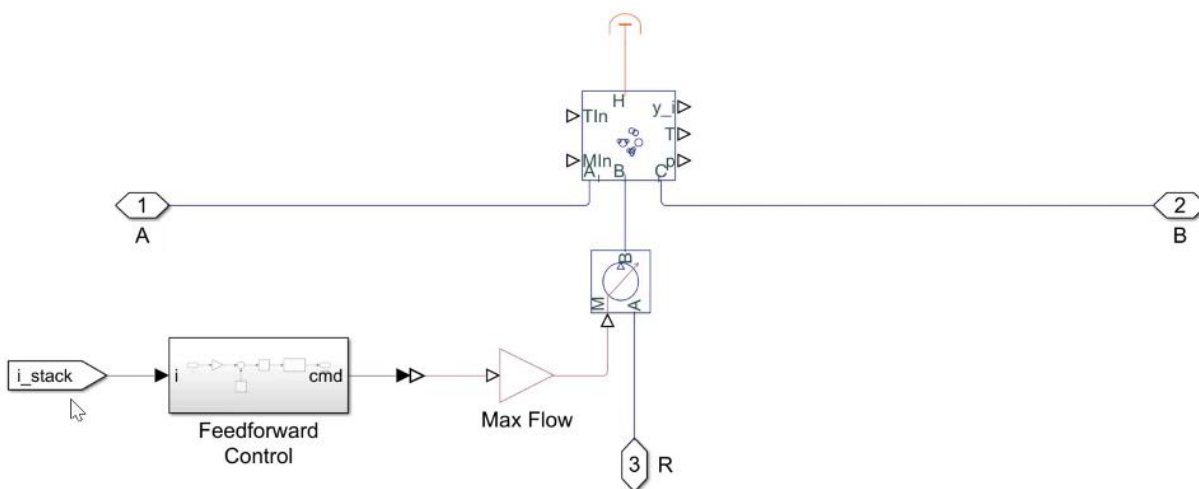 H
TIn
y_i
T
MIn
p
A
B
C
1
2
A
B
B
M
A
i_stack
i
cmd
Max Flow
Feedforward
Control
3
R